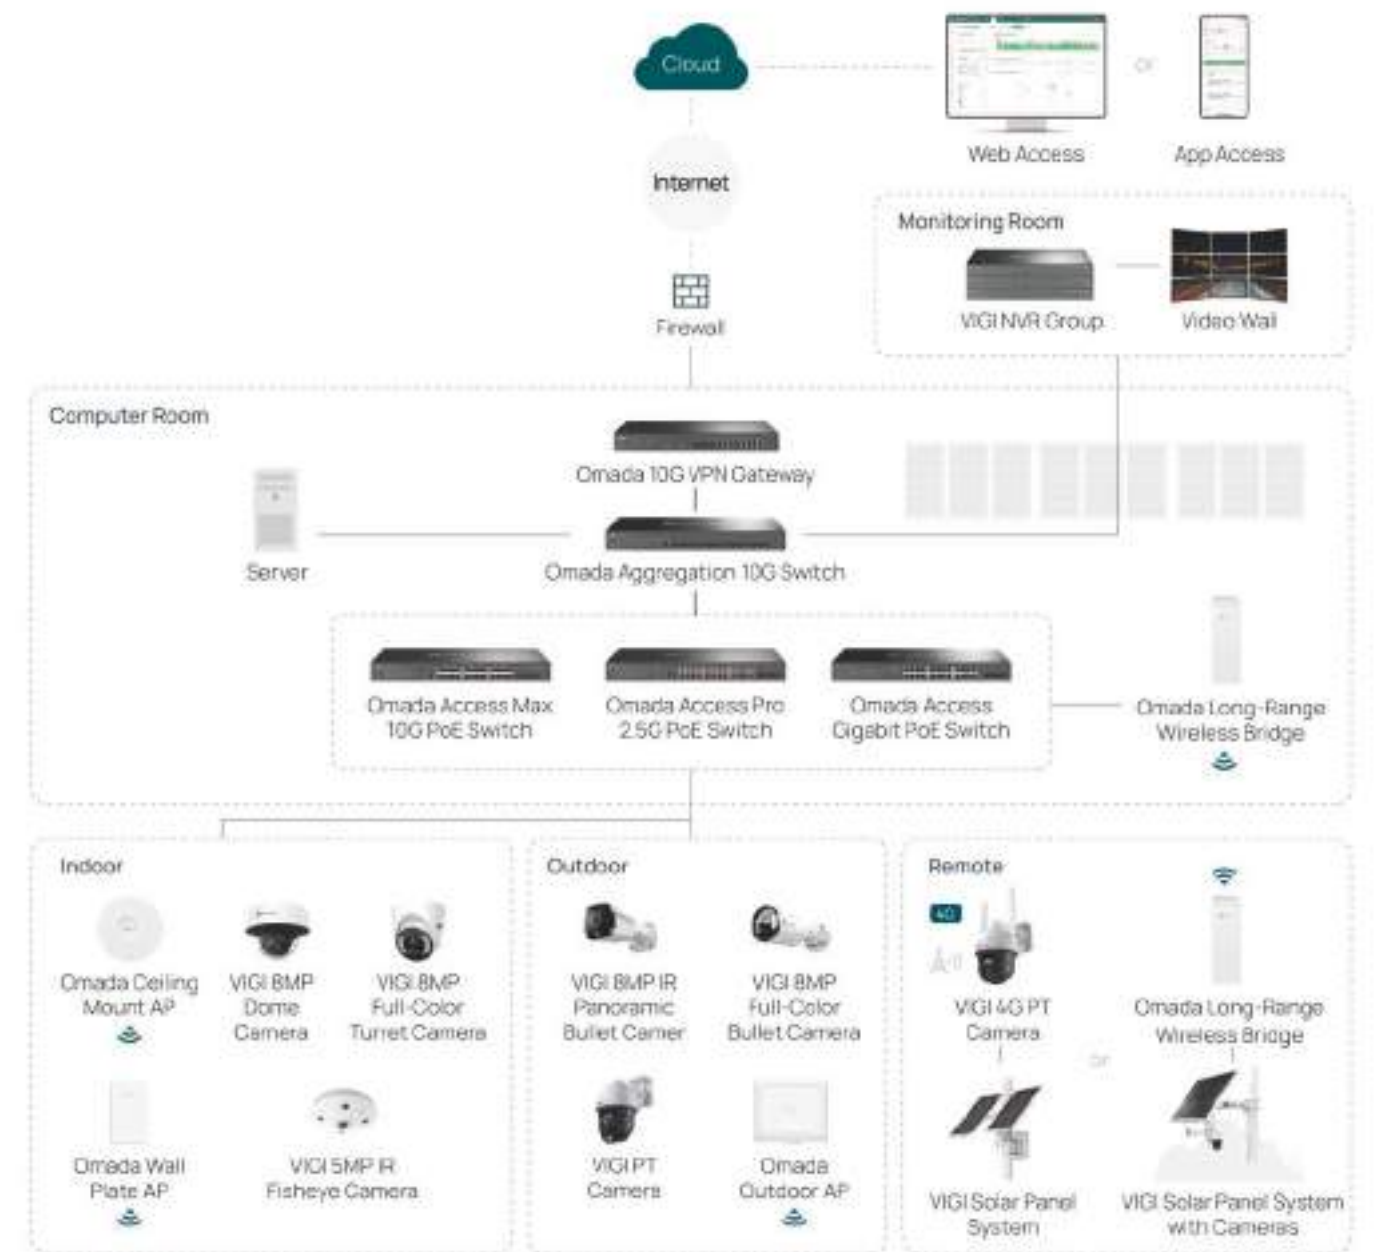 Cloud
or
Web Access
App Access
Internet
Monitoring Room
VIGI NVR Group
Video Wall
Firewall
Computer Room
Omada 10G VPN Gateway
Server
Omada Aggregation 10G Switch
Omada Access Max
10G PoE Switch
Omada Access Pro
2.5G PoE Switch
Omada Access
Gigabit PoE Switch
Omada Long-Range
Wireless Bridge
Indoor
Omada Ceiling
Mount AP
VIGI 8MP
Dome
Camera
VIGI 8MP
Full-Color
Turret Camera
Omada Wall
Plate AP
VIGI 5MP IR
Fisheye Camera
Outdoor
VIGI 8MP IR
Panoramic
Bullet Camer
VIGI 8MP
Full-Color
Bullet Camera
VIGI PT
Camera
Omada
Outdoor AP
Remote
4G
VIGI 4G PT
Camera
or
Omada Long-Range
Wireless Bridge
VIGI Solar Panel
System
VIGI Solar Panel System
with Cameras